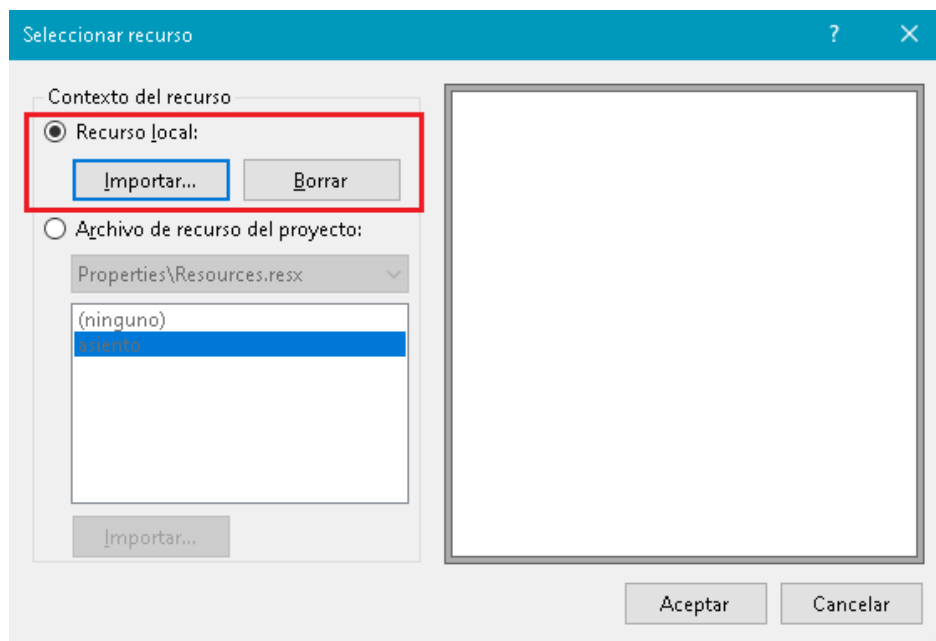 Seleccionar recurso ?
Contexto del recurso
Recurso local:
Importar... Borrar
Archivo de recurso del proyecto:
Properties\Resources.resx
(ninguno)
asiento
Importar...
Aceptar Cancelar